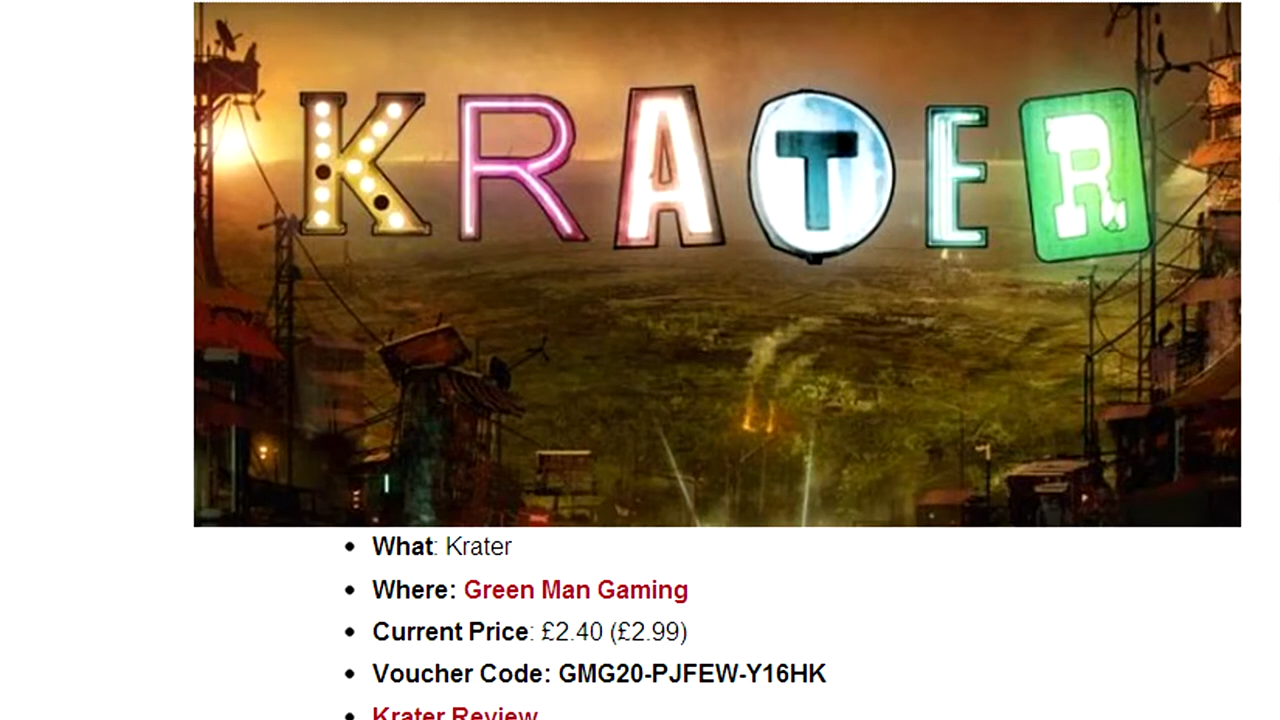 KRATER
What: Krater
Where: Green Man Gaming
Current Price: £2.40 (£2.99)
Voucher Code: GMG20-PJFEW-Y16HK
Krater Review